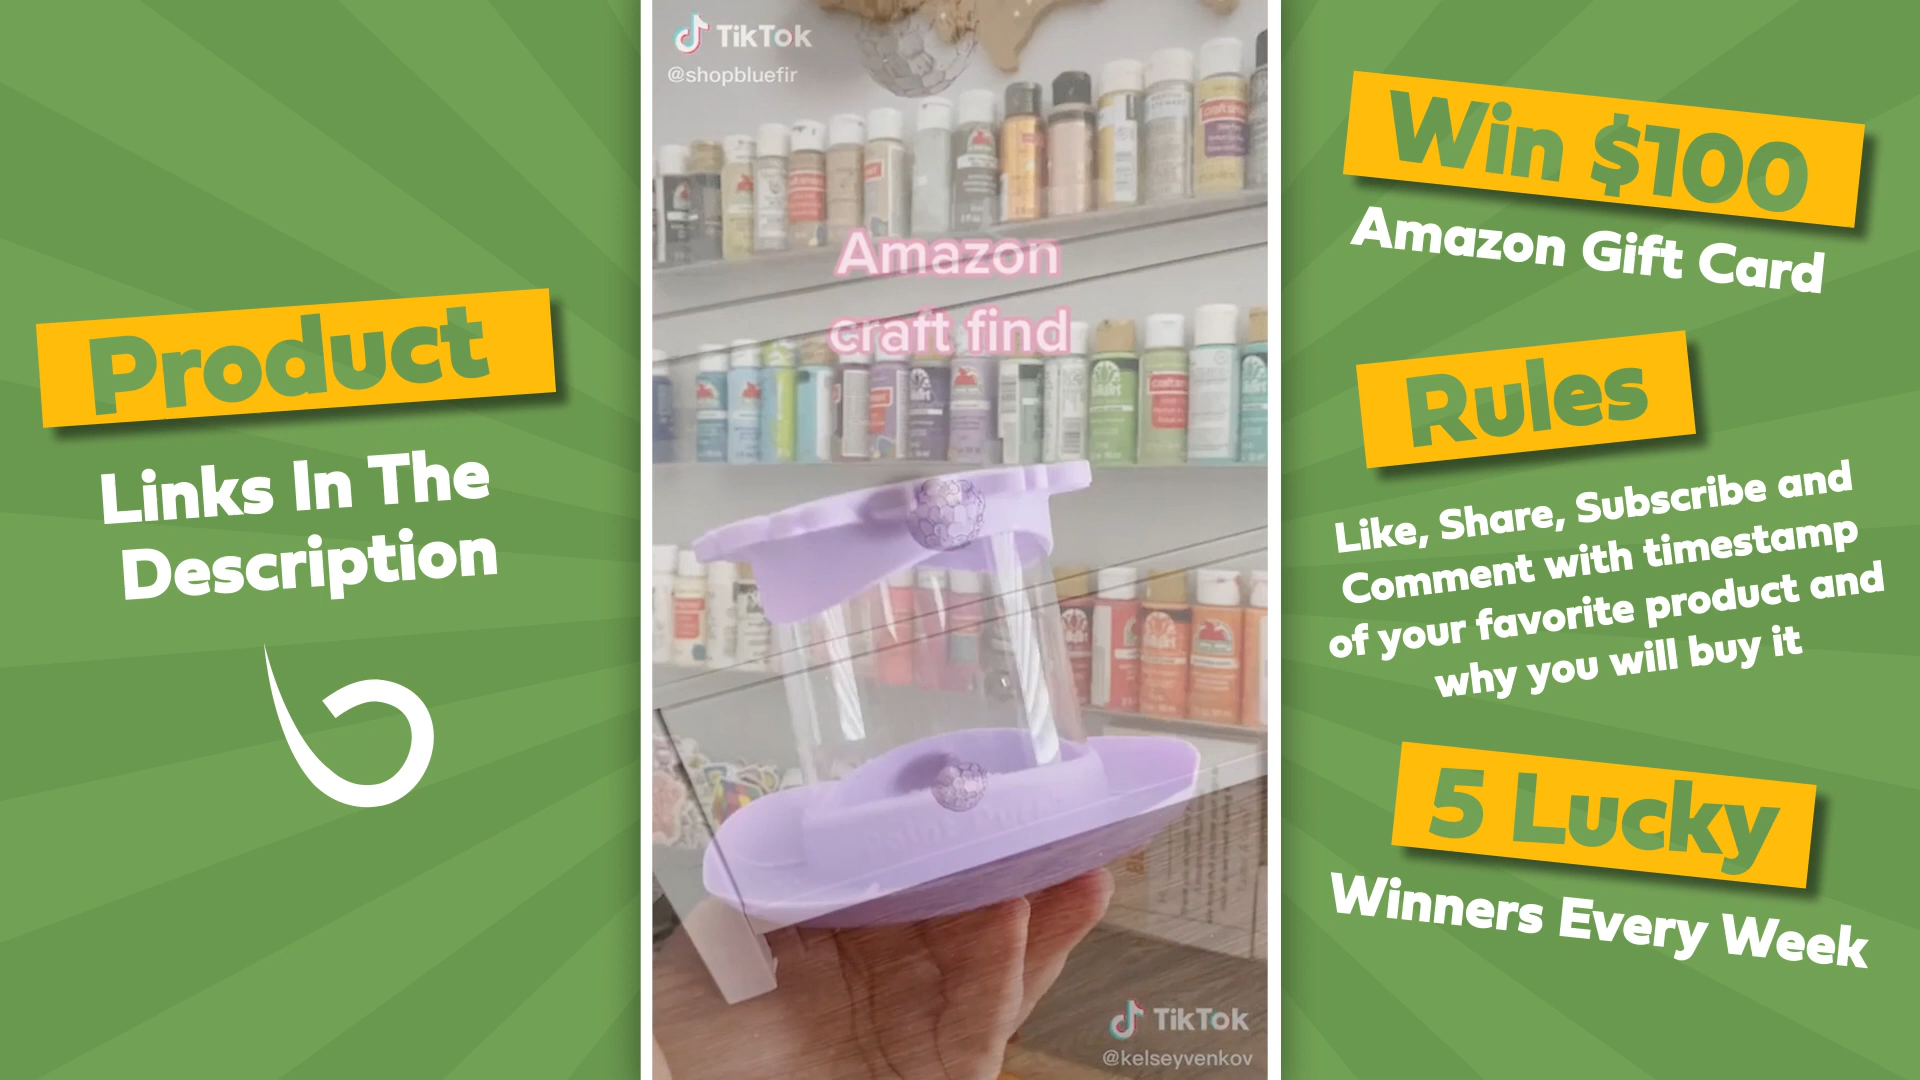 Product
Links In The
Description
TikTok
@shopbluefir
Amazon
craft find
TikTok
@kelseyvenkov
Win $100
Amazon Gift Card
Rules
Like, Share, Subscribe and
Comment with timestamp
of your favorite product and
why you will buy it
5 Lucky
Winners Every Week